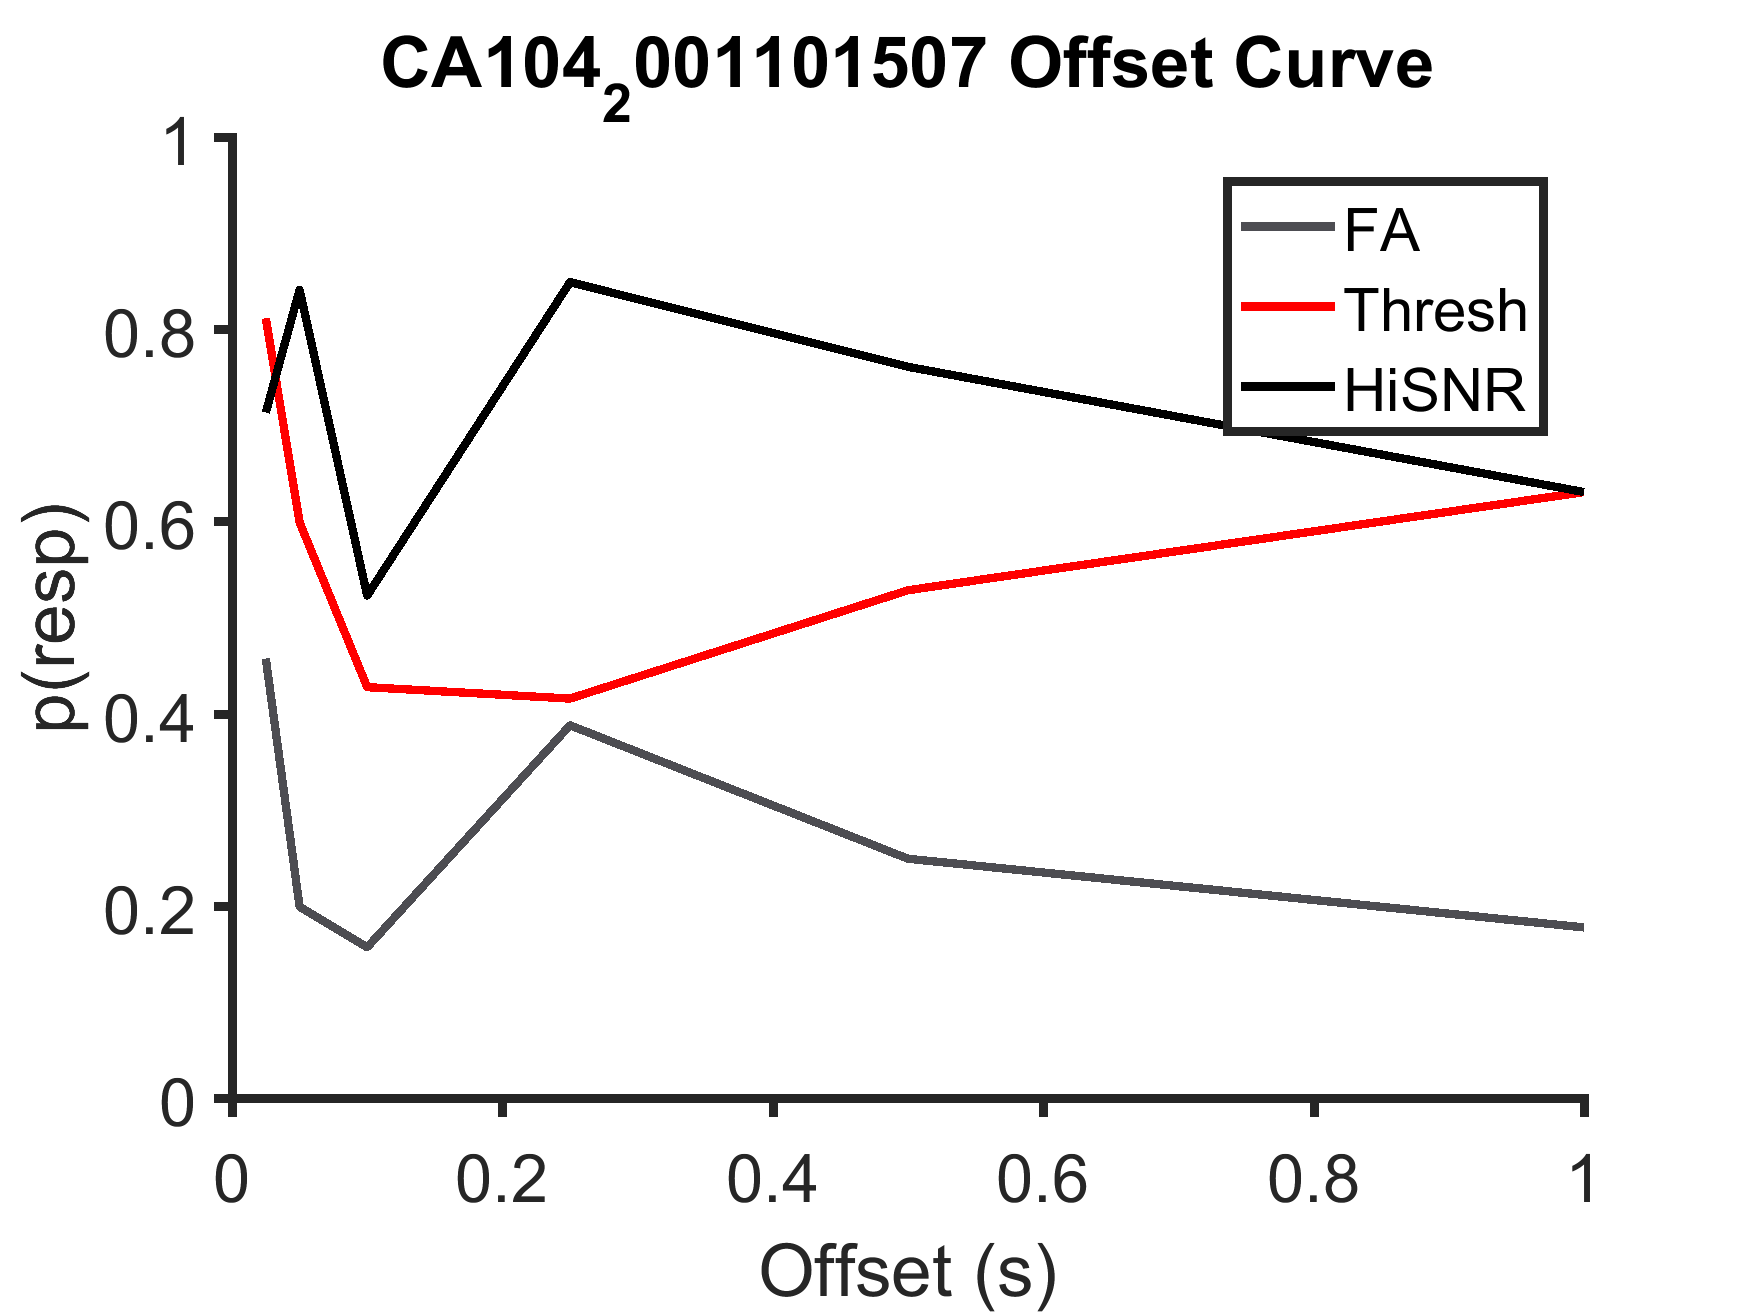 CA104₂001101507 Offset Curve
1
0.8
0.6
0.4
0.2
0
p(resp)
FA
Thresh
HiSNR
0 0.2 0.4 0.6 0.8 1
Offset (s)